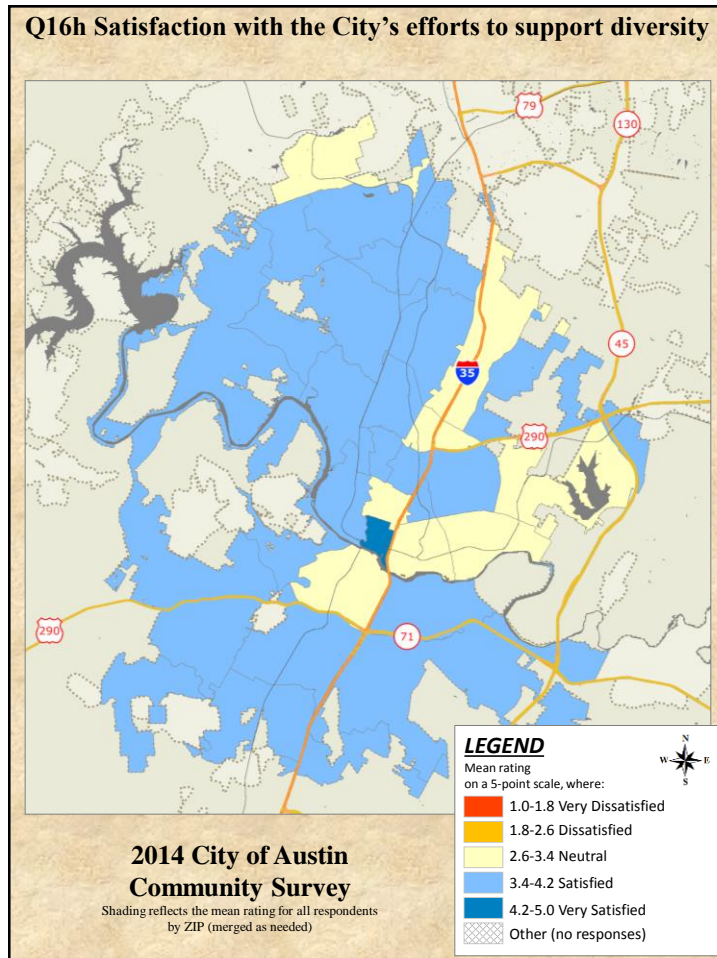 Q16h Satisfaction with the City’s efforts to support diversity
79
130
45
35
290
290
71
LEGEND
Mean rating
on a 5-point scale, where:
N
W E
S
1.0-1.8 Very Dissatisfied
1.8-2.6 Dissatisfied
2.6-3.4 Neutral
3.4-4.2 Satisfied
4.2-5.0 Very Satisfied
Other (no responses)
2014 City of Austin
Community Survey
Shading reflects the mean rating for all respondents
by ZIP (merged as needed)